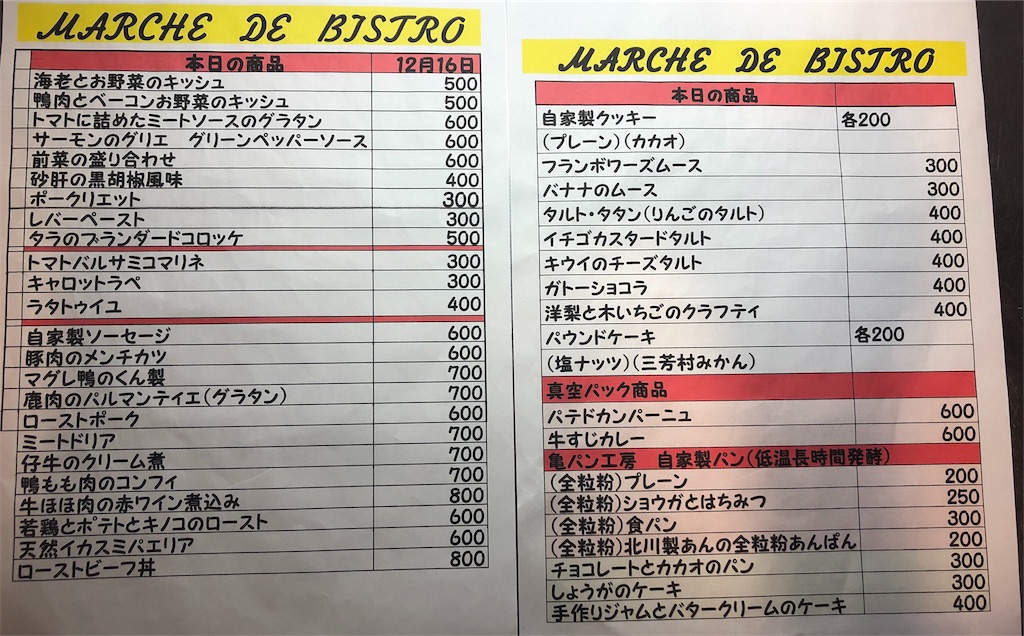 MARCHE DE BISTRO
本日の商品 12月16日
海老とお野菜のキッシュ 500
鴨肉とベーコンお野菜のキッシュ 500
トマトに詰めたミートソースのグラタン 600
サーモンのグリエ グリーンペッパーソース 600
前菜の盛り合わせ 600
砂肝の黒胡椒風味 400
ポークリエット 300
レバーペースト 300
タラのブランダードコロッケ 500
トマトバルサミコマリネ 300
キャロットラペ 300
ラタトゥイユ 400
自家製ソーセージ 600
豚肉のメンチカツ 600
マグレ鴨のくん製 700
鹿肉のパルマンティエ(グラタン) 700
ローストポーク 600
ミートドリア 700
仔牛のクリーム煮 700
鴨もも肉のコンフィ 700
牛ほほ肉の赤ワイン煮込み 800
若鶏とポテトとキノコのロースト 600
天然イカスミパエリア 600
ローストビーフ丼 800
MARCHE DE BISTRO
本日の商品
自家製クッキー 各200
(プレーン)(カカオ)
フランボワーズムース 300
バナナのムース 300
タルト・タタン(りんごのタルト) 400
イチゴカスタードタルト 400
キウイのチーズタルト 400
ガトーショコラ 400
洋梨と木いちごのクラフティ 400
パウンドケーキ 各200
(塩ナッツ)(三芳村みかん)
真空パック商品
パテドカンパーニュ 600
牛すじカレー 600
亀パン工房 自家製パン(低温長時間発酵)
(全粒粉)プレーン 200
(全粒粉)ショウガとはちみつ 250
(全粒粉)食パン 300
(全粒粉)北川製あんの全粒粉あんぱん 200
チョコレートとカカオのパン 300
しょうがのケーキ 300
手作りジャムとバタークリームのケーキ 400